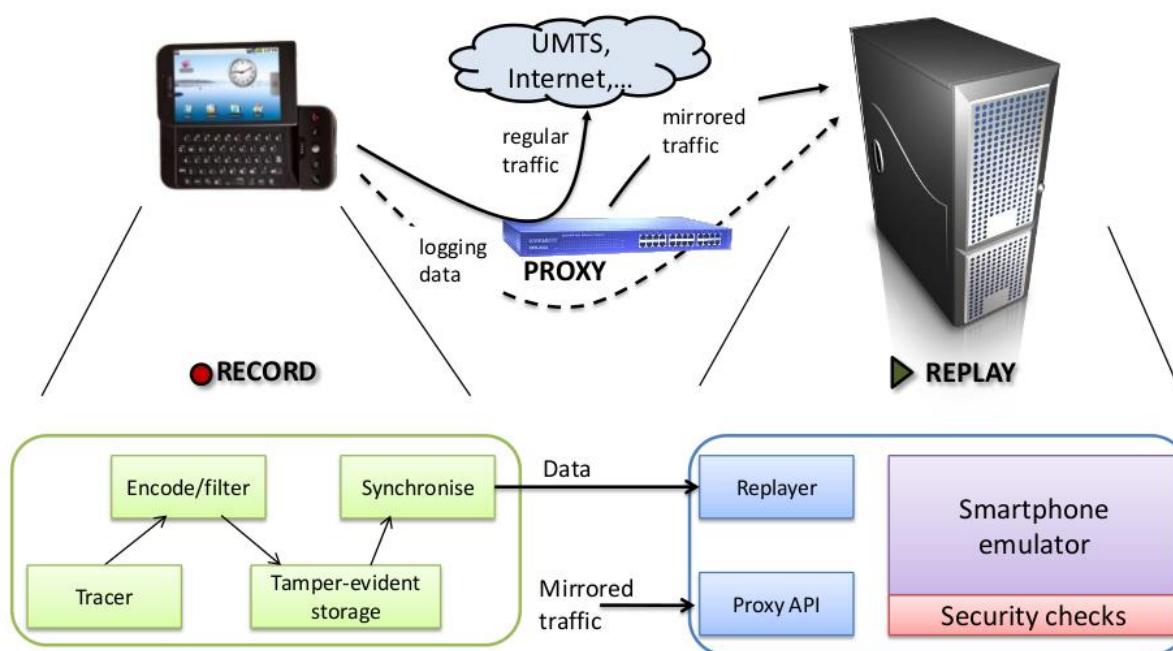 UMTS,
Internet,...
regular
traffic
mirrored
traffic
logging
data
PROXY
RECORD
REPLAY
Encode/filter
Synchronise
Tracer
Tamper-evident
storage
Data
Mirrored
traffic
Replayer
Proxy API
Smartphone
emulator
Security checks